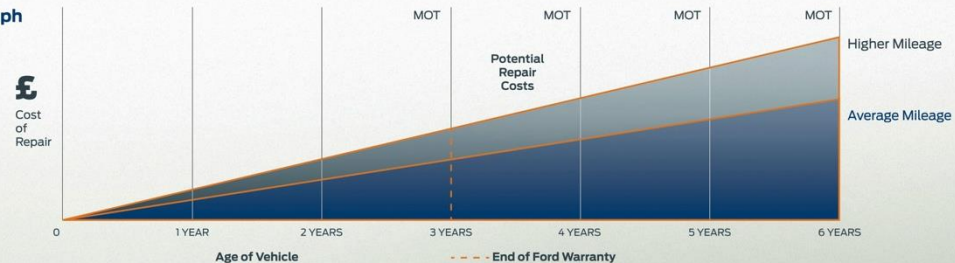 ph
MOT MOT MOT MOT
Higher Mileage
Potential
Repair
Costs
£
Cost
of
Repair
Average Mileage
0 1 YEAR 2 YEARS 3 YEARS 4 YEARS 5 YEARS 6 YEARS
Age of Vehicle End of Ford Warranty